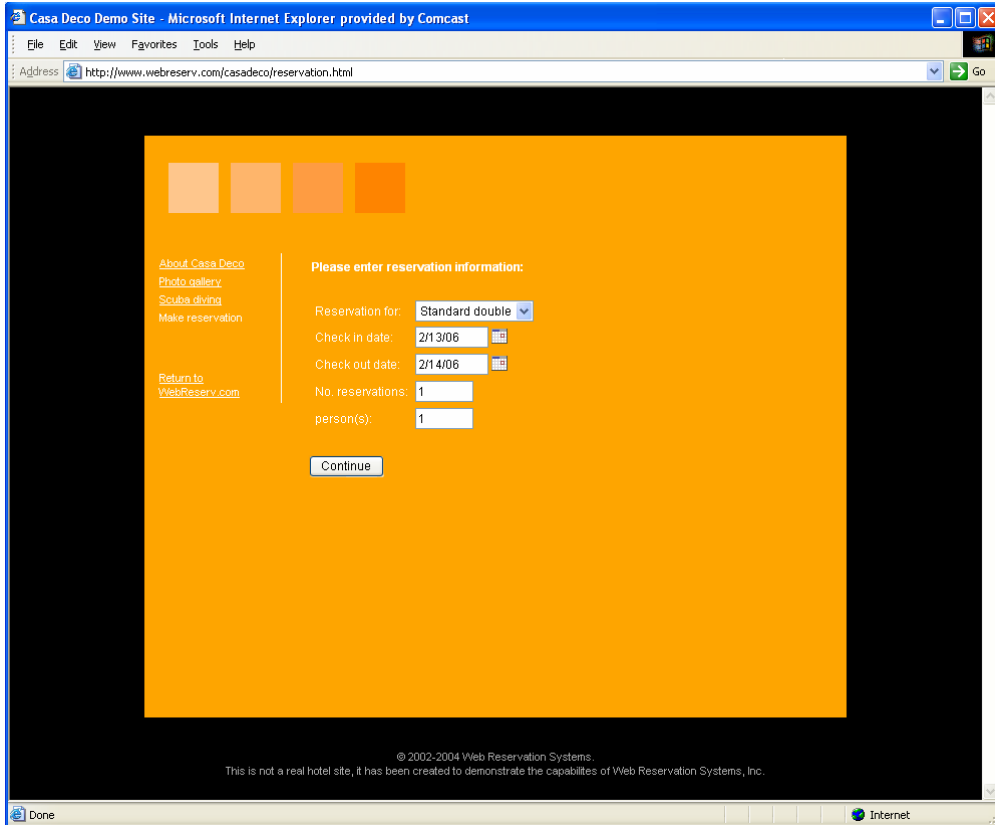 Casa Deco Demo Site - Microsoft Internet Explorer provided by Comcast
File Edit View Favorites Tools Help
Address http://www.webreserv.com/casadeco/reservation.html Go
About Casa Deco
Photo gallery
Scuba diving
Make reservation
Return to
WebReserv.com
Please enter reservation information:
Reservation for: Standard double
Check in date: 2/13/06
Check out date: 2/14/06
No. reservations: 1
person(s): 1
Continue
© 2002-2004 Web Reservation Systems.
This is not a real hotel site, it has been created to demonstrate the capabilites of Web Reservation Systems, Inc.
Done Internet